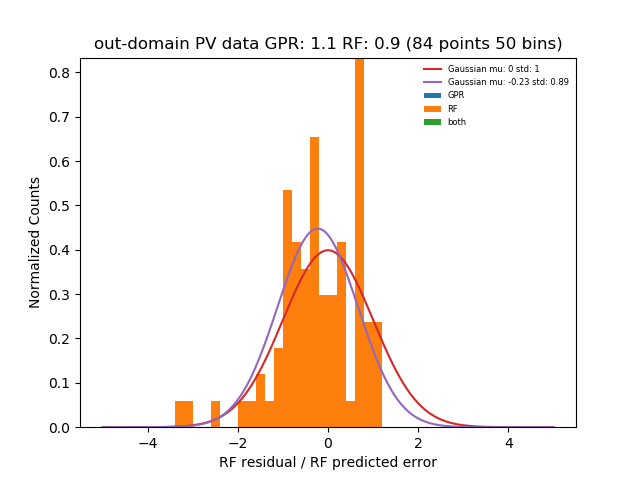 out-domain PV data GPR: 1.1 RF: 0.9 (84 points 50 bins)
Gaussian mu: 0 std: 1
Gaussian mu: -0.23 std: 0.89
GPR
RF
both
Normalized Counts
0.8
0.7
0.6
0.5
0.4
0.3
0.2
0.1
0.0
−4 −2 0 2 4
RF residual / RF predicted error